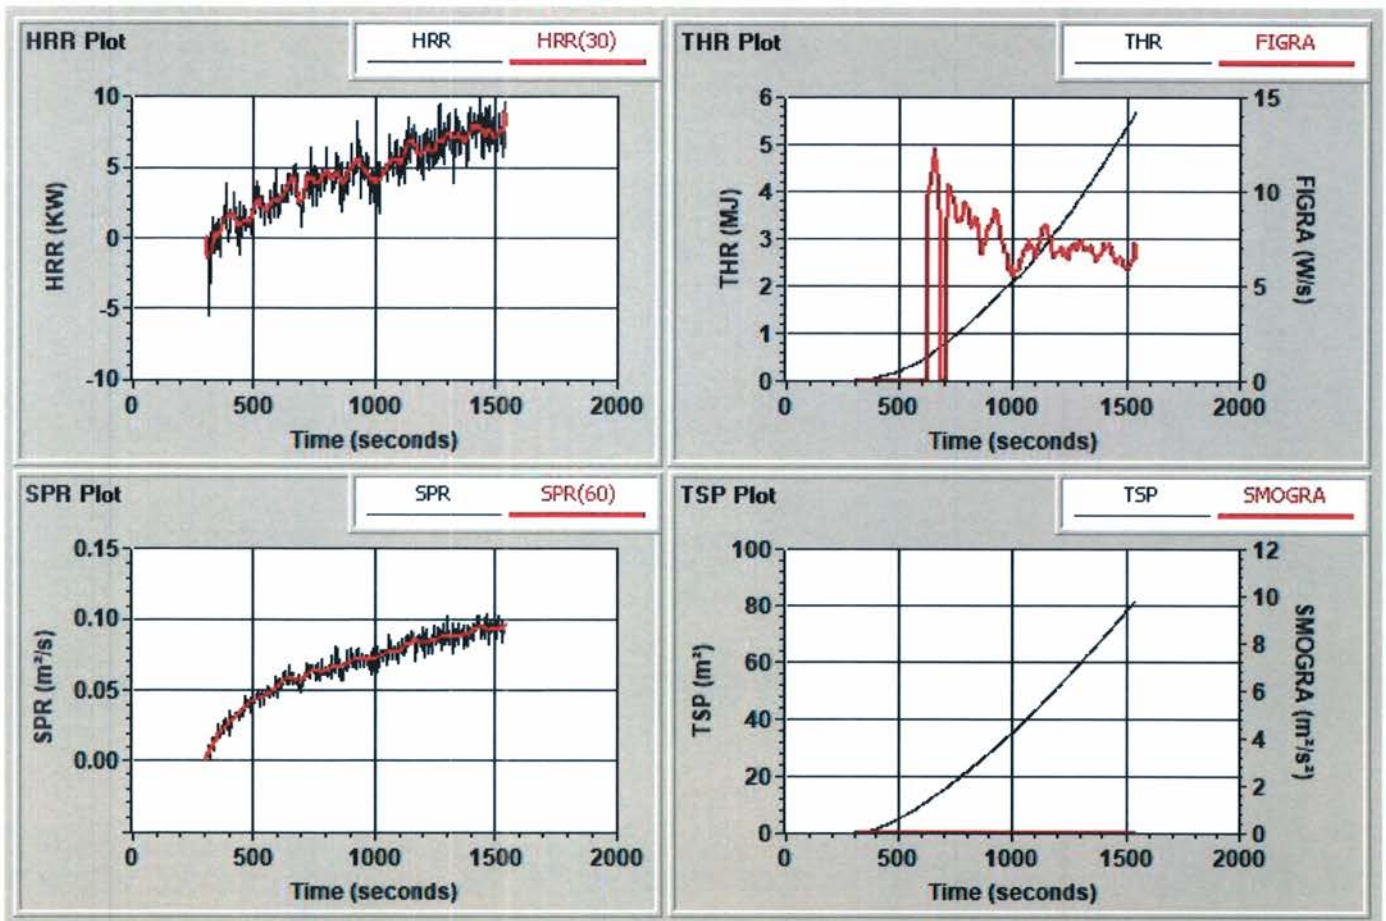 HRR Plot
HRR HRR(30)
10
5
0
-5
-10
HRR (KW)
0 500 1000 1500 2000
Time (seconds)
THR Plot
THR FIGRA
6
5
4
3
2
1
0
THR (MJ)
15
10
5
0
FIGRA (W/s)
0 500 1000 1500 2000
Time (seconds)
SPR Plot
SPR SPR(60)
0.15
0.10
0.05
0.00
SPR (m²/s)
0 500 1000 1500 2000
Time (seconds)
TSP Plot
TSP SMOGRA
100
80
60
40
20
0
TSP (m²)
12
10
8
6
4
2
0
SMOGRA (m²/s²)
0 500 1000 1500 2000
Time (seconds)